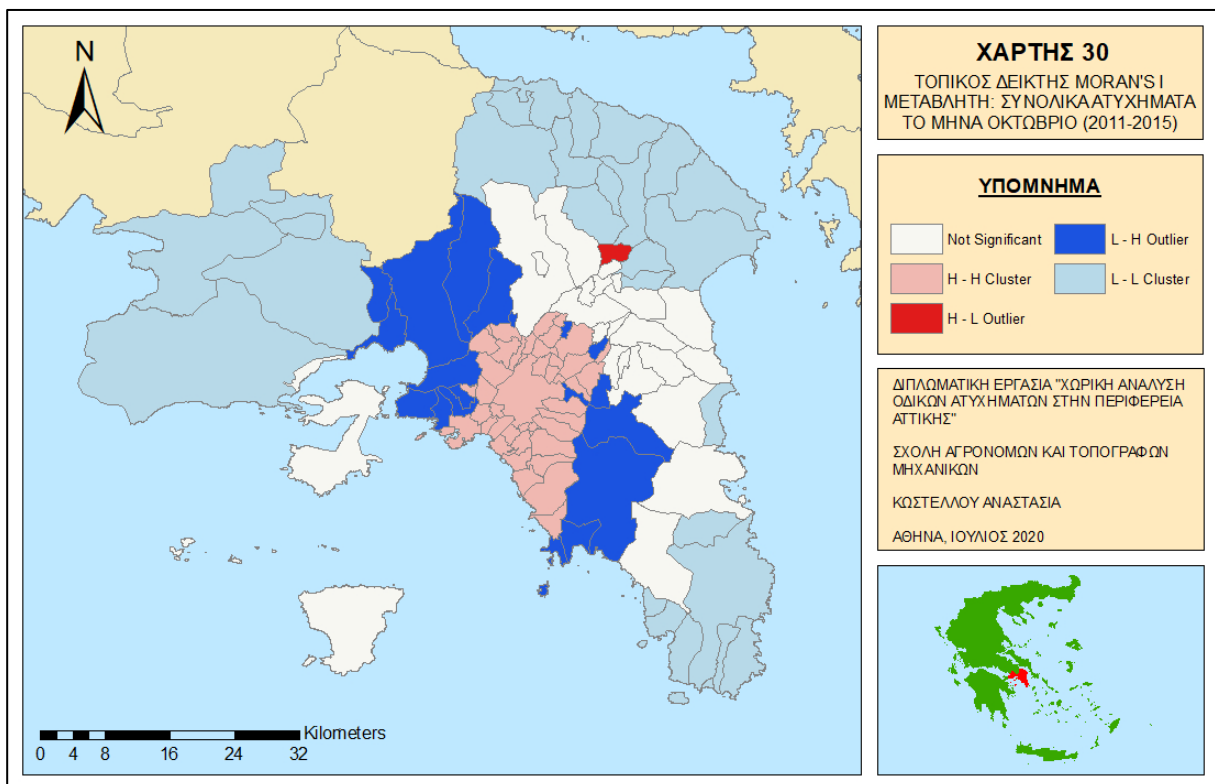 N
Kilometers
0 2 4 8 16 24 32
ΧΑΡΤΗΣ 30
ΤΟΠΙΚΟΣ ΔΕΙΚΤΗΣ MORAN'S I
ΜΕΤΑΒΛΗΤΗ: ΣΥΝΟΛΙΚΑ ΑΤΥΧΗΜΑΤΑ
ΤΟ ΜΗΝΑ ΟΚΤΩΒΡΙΟ (2011-2015)
ΥΠΟΜΝΗΜΑ
Not Significant
L - H Outlier
H - H Cluster
L - L Cluster
H - L Outlier
ΔΙΠΛΩΜΑΤΙΚΗ ΕΡΓΑΣΙΑ "ΧΩΡΙΚΗ ΑΝΑΛΥΣΗ
ΟΔΙΚΩΝ ΑΤΥΧΗΜΑΤΩΝ ΣΤΗΝ ΠΕΡΙΦΕΡΕΙΑ
ΑΤΤΙΚΗΣ"
ΣΧΟΛΗ ΑΓΡΟΝΟΜΩΝ ΚΑΙ ΤΟΠΟΓΡΑΦΩΝ
ΜΗΧΑΝΙΚΩΝ
ΚΩΣΤΕΛΛΟΥ ΑΝΑΣΤΑΣΙΑ
ΑΘΗΝΑ, ΙΟΥΛΙΟΣ 2020